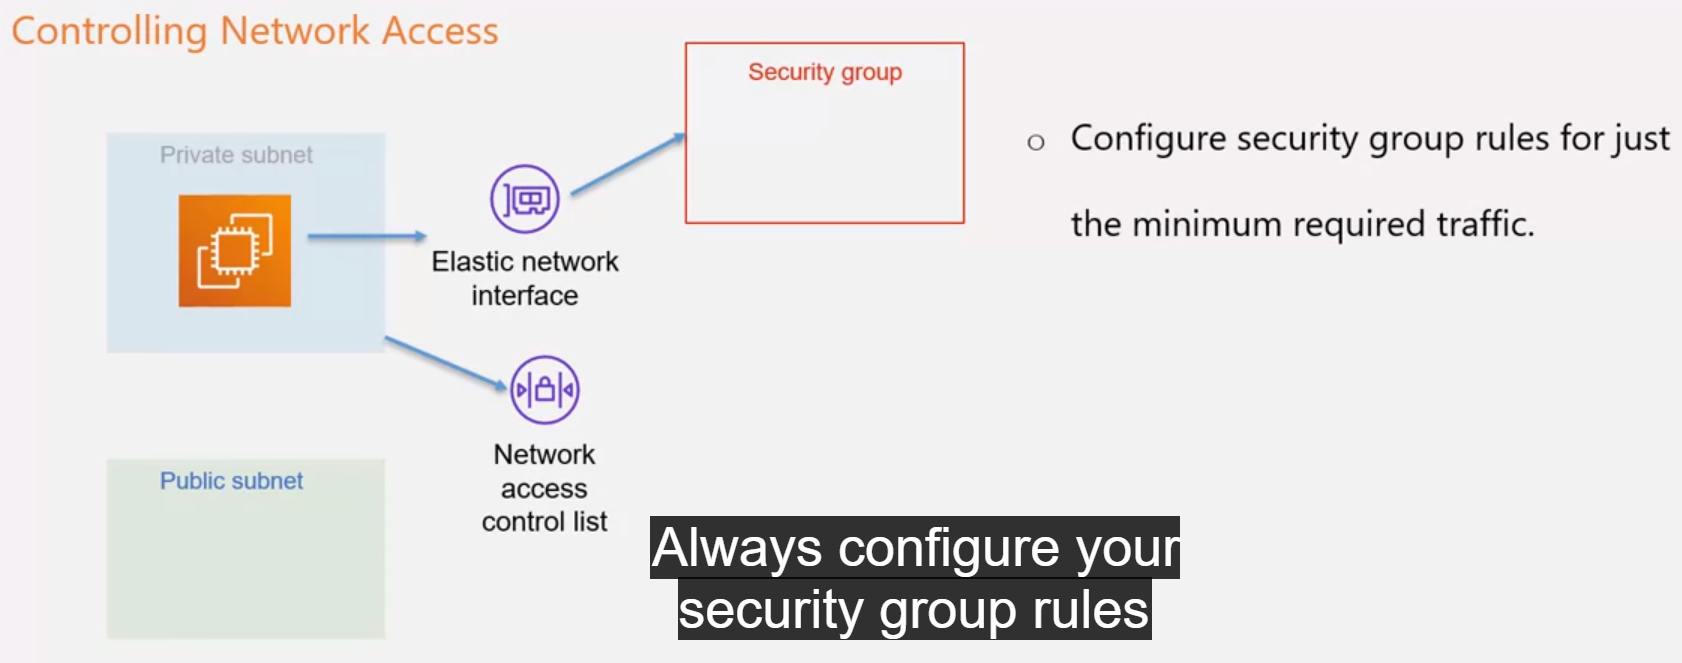 Controlling Network Access
Security group
Private subnet
Elastic network
interface
Network
access
control list
Public subnet
o Configure security group rules for just
the minimum required traffic.
Always configure your
security group rules